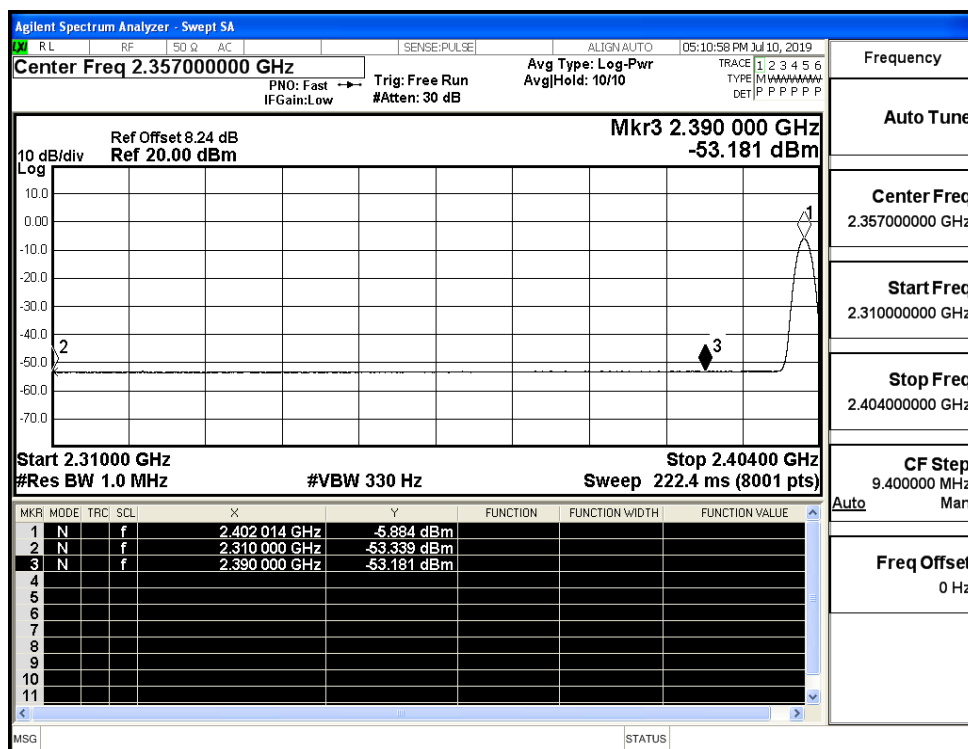 Agilent Spectrum Analyzer - Swept SA
LXI RL RF 50 Ω AC SENSE:PULSE ALIGN AUTO 05:10:58 PM Jul 10, 2019
Center Freq 2.357000000 GHz
PNO: Fast
IFGain:Low
Trig: Free Run
#Atten: 30 dB
Avg Type: Log-Pwr
Avg|Hold: 10/10
TRACE 1 2 3 4 5 6
TYPE M WWWWW
DET P P P P P P
Ref Offset 8.24 dB
10 dB/div Ref 20.00 dBm
Log
Mkr3 2.390 000 GHz
-53.181 dBm
10.0
0.00
-10.0
-20.0
-30.0
-40.0
-50.0
-60.0
-70.0
1
2
3
Start 2.31000 GHz Stop 2.40400 GHz
#Res BW 1.0 MHz #VBW 330 Hz Sweep 222.4 ms (8001 pts)
MKR MODE TRC SCL X Y FUNCTION FUNCTION WIDTH FUNCTION VALUE
1 N f 2.402 014 GHz -5.884 dBm
2 N f 2.310 000 GHz -53.339 dBm
3 N f 2.390 000 GHz -53.181 dBm
4
5
6
7
8
9
10
11
MSG STATUS
Frequency
Auto Tune
Center Freq
2.357000000 GHz
Start Freq
2.310000000 GHz
Stop Freq
2.404000000 GHz
CF Step
9.400000 MHz
Auto Man
Freq Offset
0 Hz